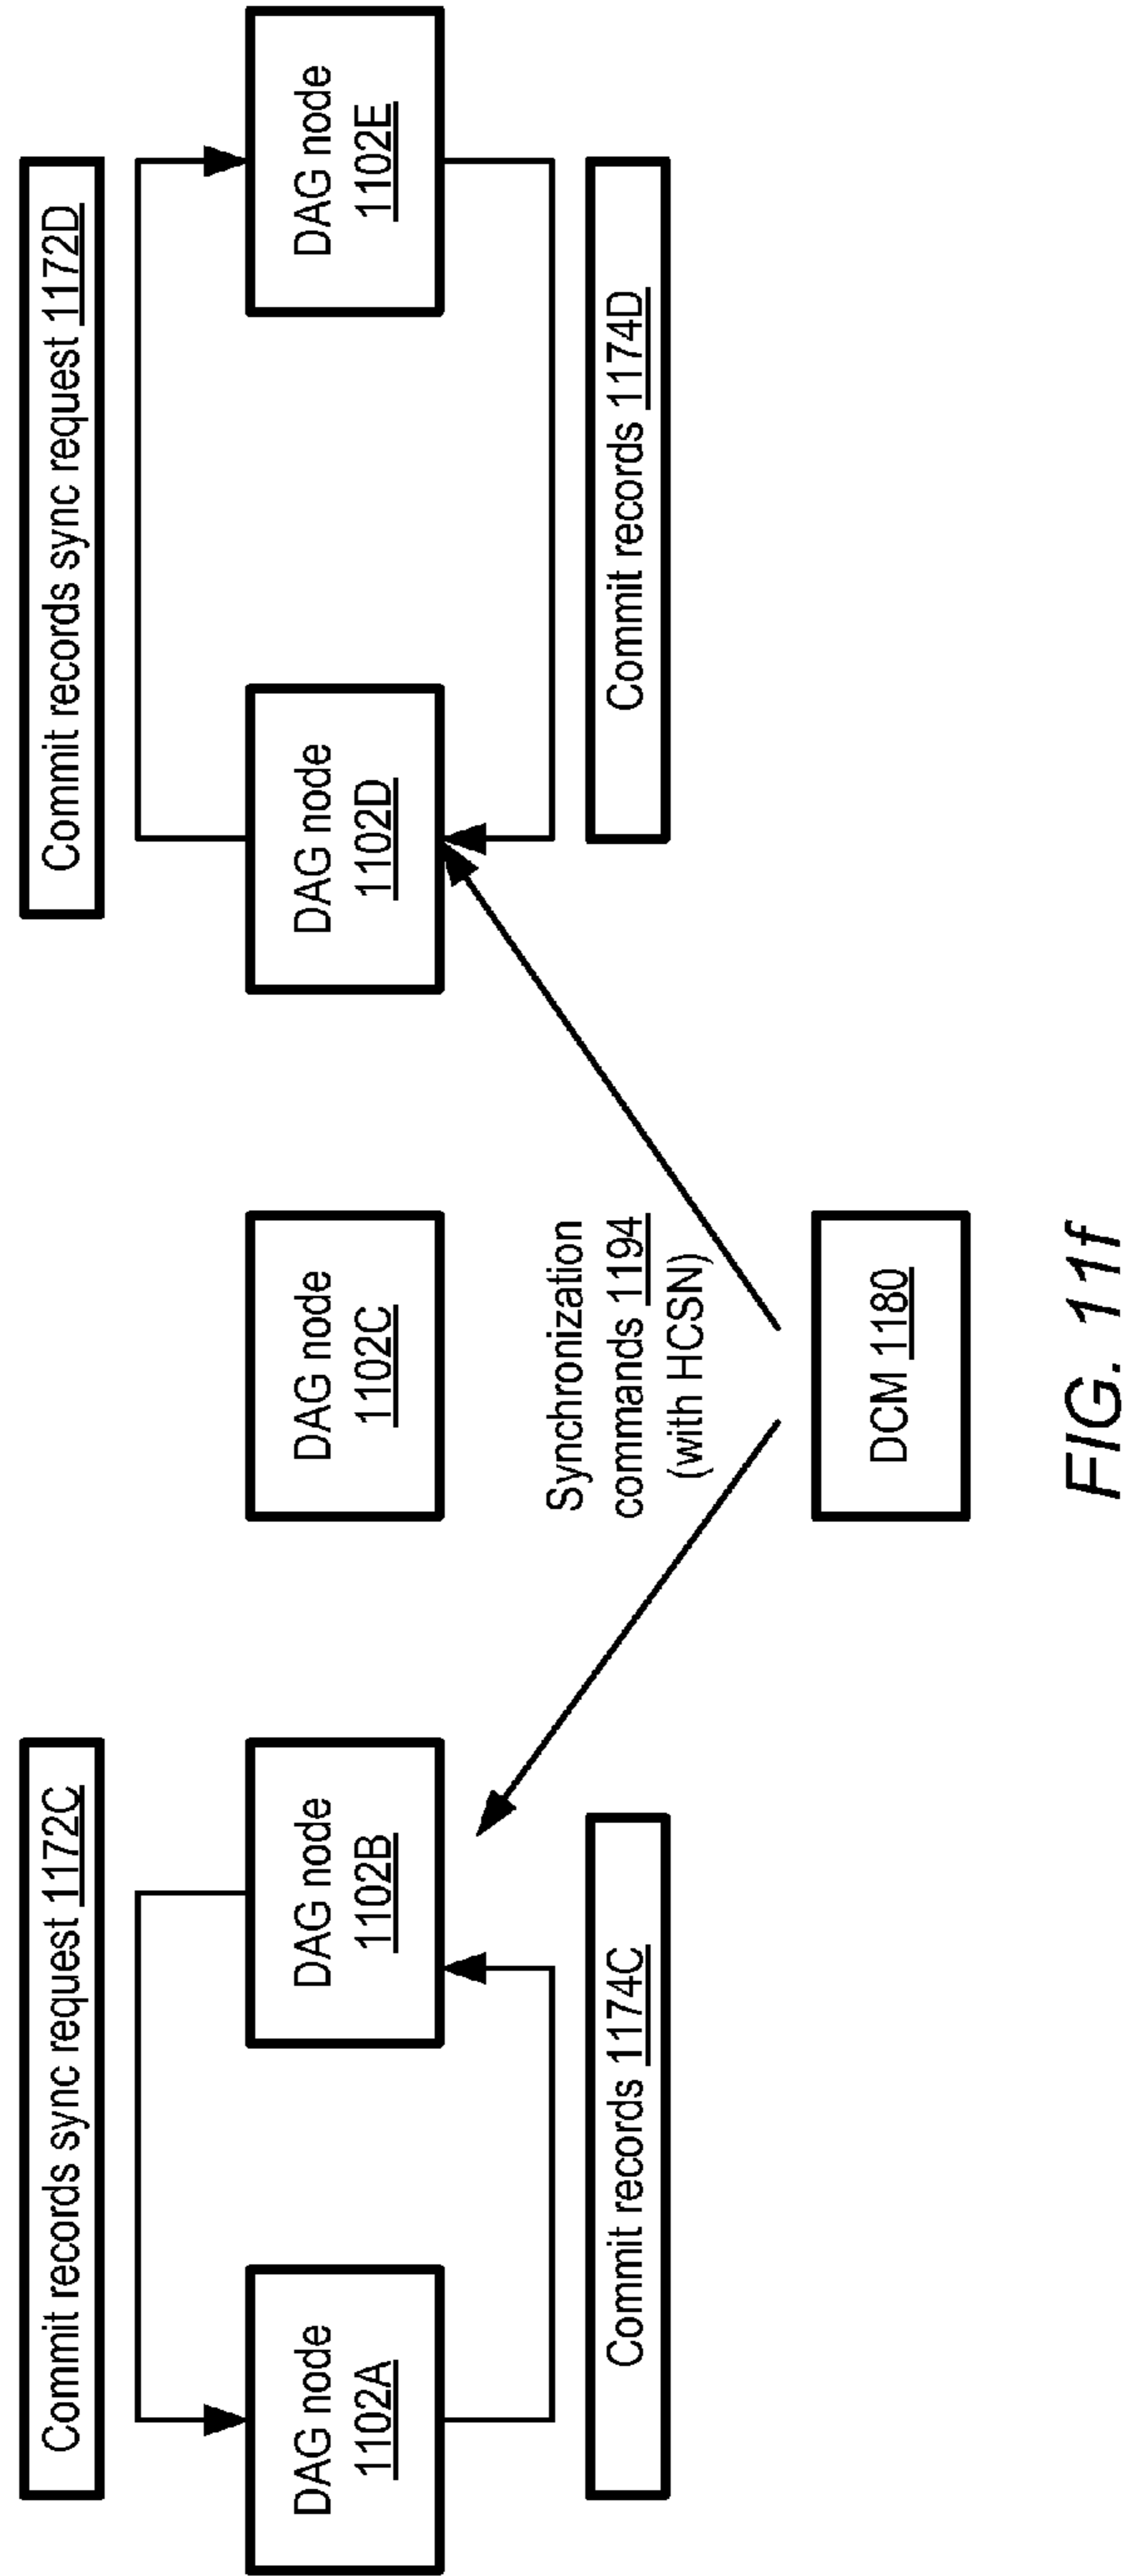 Commit records sync request 1172C
Commit records sync request 1172D
DAG node
1102A
DAG node
1102B
DAG node
1102C
DAG node
1102D
DAG node
1102E
Commit records 1174C
Synchronization
commands 1194
(with HCSN)
Commit records 1174D
DCM 1180
FIG. 11f